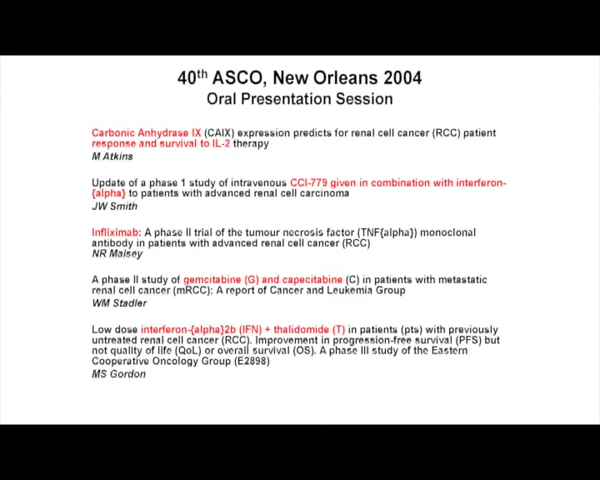 40th ASCO, New Orleans 2004
Oral Presentation Session
Carbonic Anhydrase IX (CAIX) expression predicts for renal cell cancer (RCC) patient
response and survival to IL-2 therapy
M Atkins
Update of a phase 1 study of intravenous CCI-779 given in combination with interferon-
{alpha} to patients with advanced renal cell carcinoma
JW Smith
Infliximab: A phase II trial of the tumour necrosis factor (TNF{alpha}) monoclonal
antibody in patients with advanced renal cell cancer (RCC)
NR Maisey
A phase II study of gemcitabine (G) and capecitabine (C) in patients with metastatic
renal cell cancer (mRCC): A report of Cancer and Leukemia Group
WM Stadler
Low dose interferon-{alpha}2b (IFN) + thalidomide (T) in patients (pts) with previously
untreated renal cell cancer (RCC). Improvement in progression-free survival (PFS) but
not quality of life (QoL) or overall survival (OS). A phase III study of the Eastern
Cooperative Oncology Group (E2898)
MS Gordon